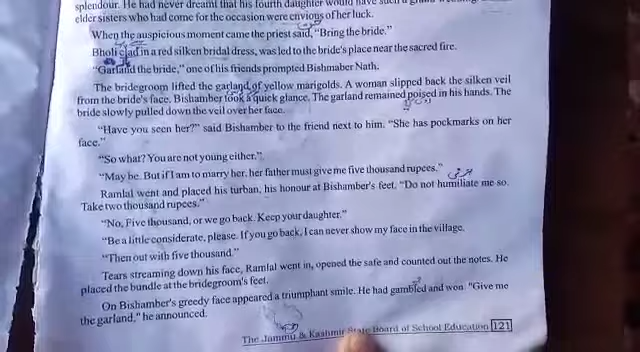 splendour. He had never dreamt that his fourth daughter would have such a grand
elder sisters who had come for the occasion were envious of her luck.
When the auspicious moment came the priest said, "Bring the bride."
Bholi clad in a red silken bridal dress, was led to the bride's place near the sacred fire.
"Garland the bride," one of his friends prompted Bishmaber Nath.
The bridegroom lifted the garland of yellow marigolds. A woman slipped back the silken veil
from the bride's face. Bishamber took a quick glance. The garland remained poised in his hands. The
bride slowly pulled down the veil over her face.
"Have you seen her?" said Bishamber to the friend next to him. "She has pockmarks on her
face."
"So what? You are not young either."
"May be. But if I am to marry her, her father must give me five thousand rupees."
Ramlal went and placed his turban, his honour at Bishamber's feet. "Do not humiliate me so.
Take two thousand rupees."
"No, Five thousand, or we go back. Keep your daughter."
"Be a little considerate, please. If you go back, I can never show my face in the village.
"Then out with five thousand."
Tears streaming down his face, Ramlal went in, opened the safe and counted out the notes. He
placed the bundle at the bridegroom's feet.
On Bishamber's greedy face appeared a triumphant smile. He had gambled and won. "Give me
the garland," he announced.
The Jammu & Kashmir State Board of School Education 121